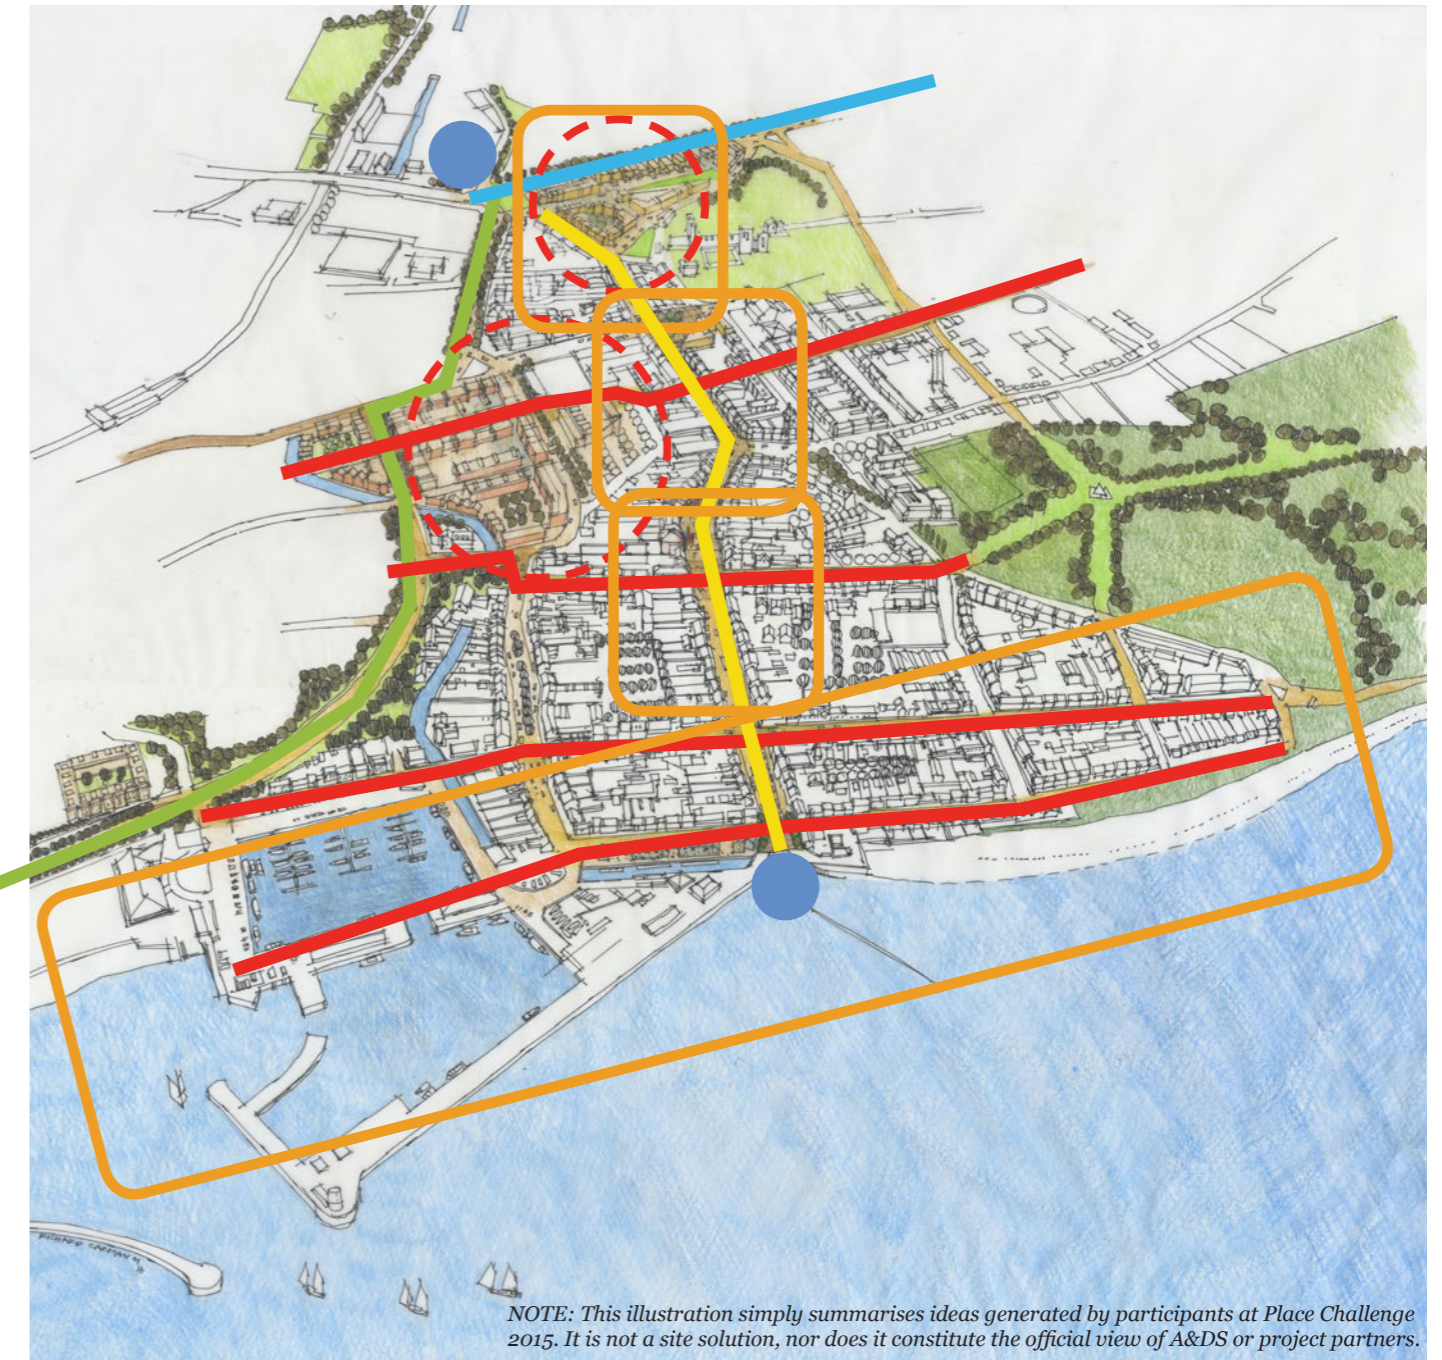 NOTE: This illustration simply summarises ideas generated by participants at Place Challenge
2015. It is not a site solution, nor does it constitute the official view of A&DS or project partners.